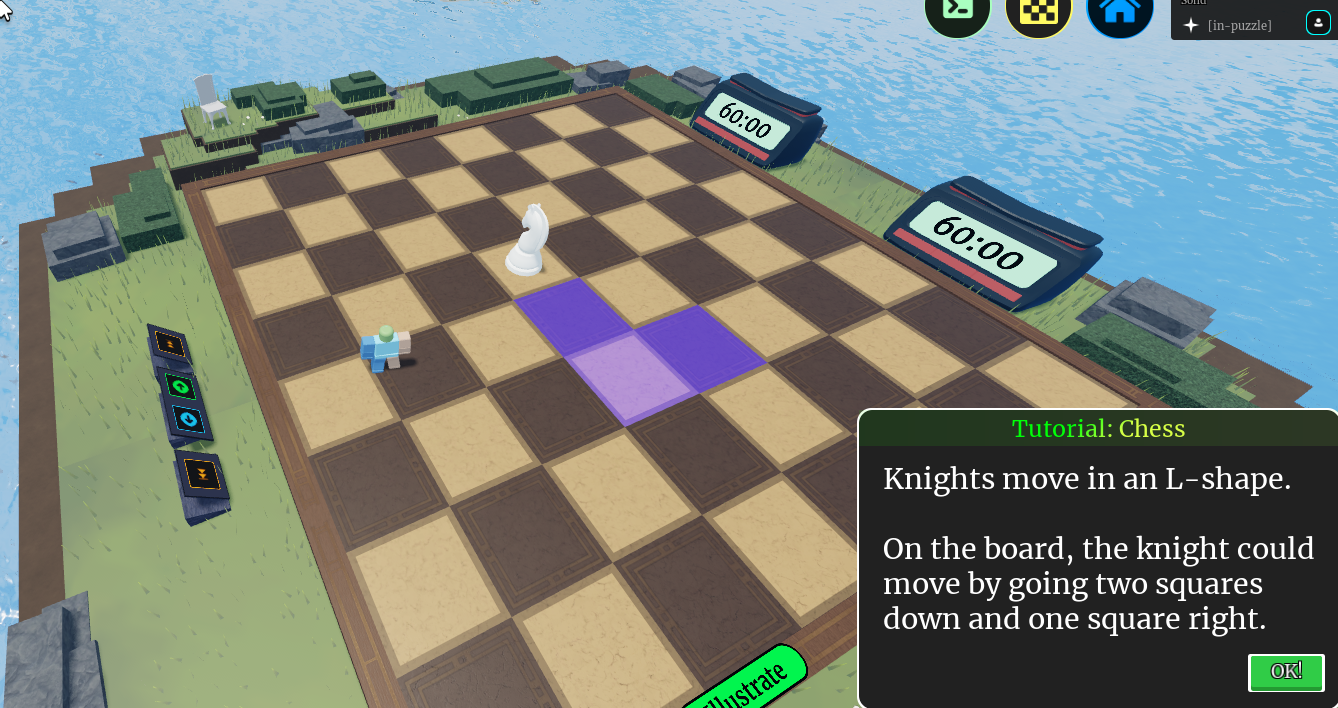 Solid
[in-puzzle]
60:00
60:00
Tutorial: Chess
Knights move in an L-shape.
On the board, the knight could
move by going two squares
down and one square right.
OK!
Illustrate